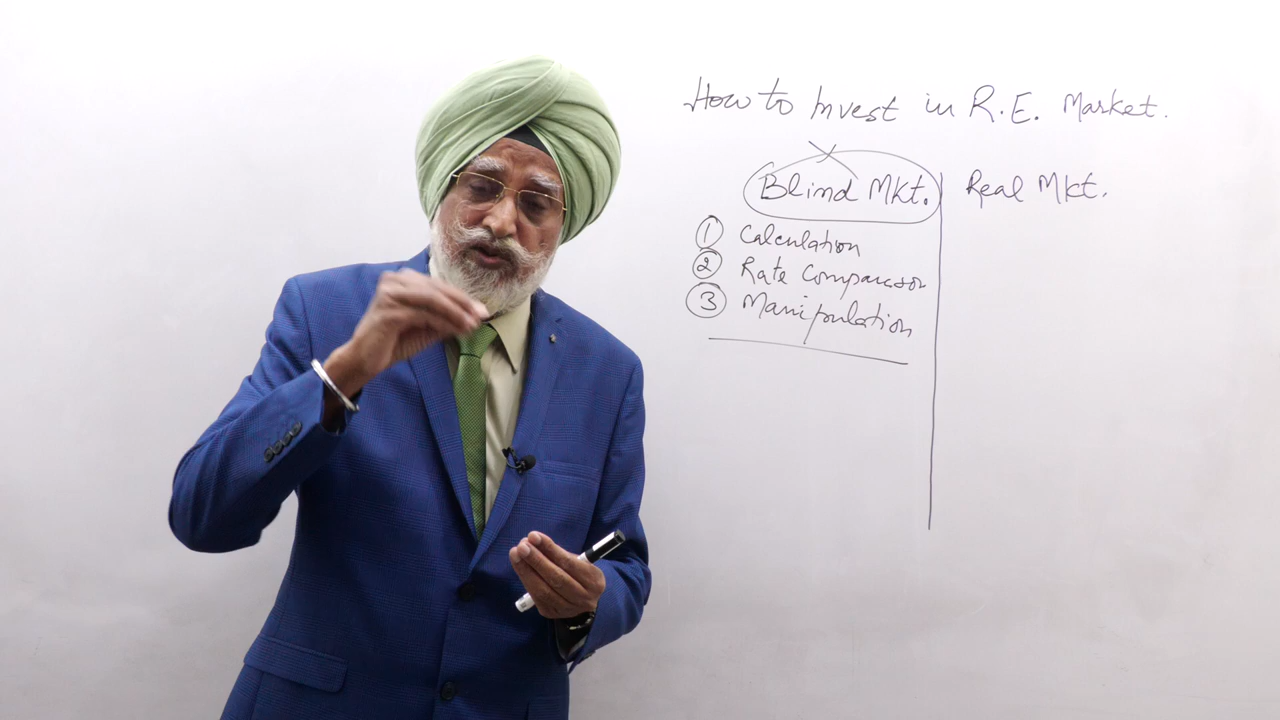 How to Invest in R.E. Market.
Blind Mkt.
Real Mkt.
① Calculation
② Rate Comparison
③ Manipulation